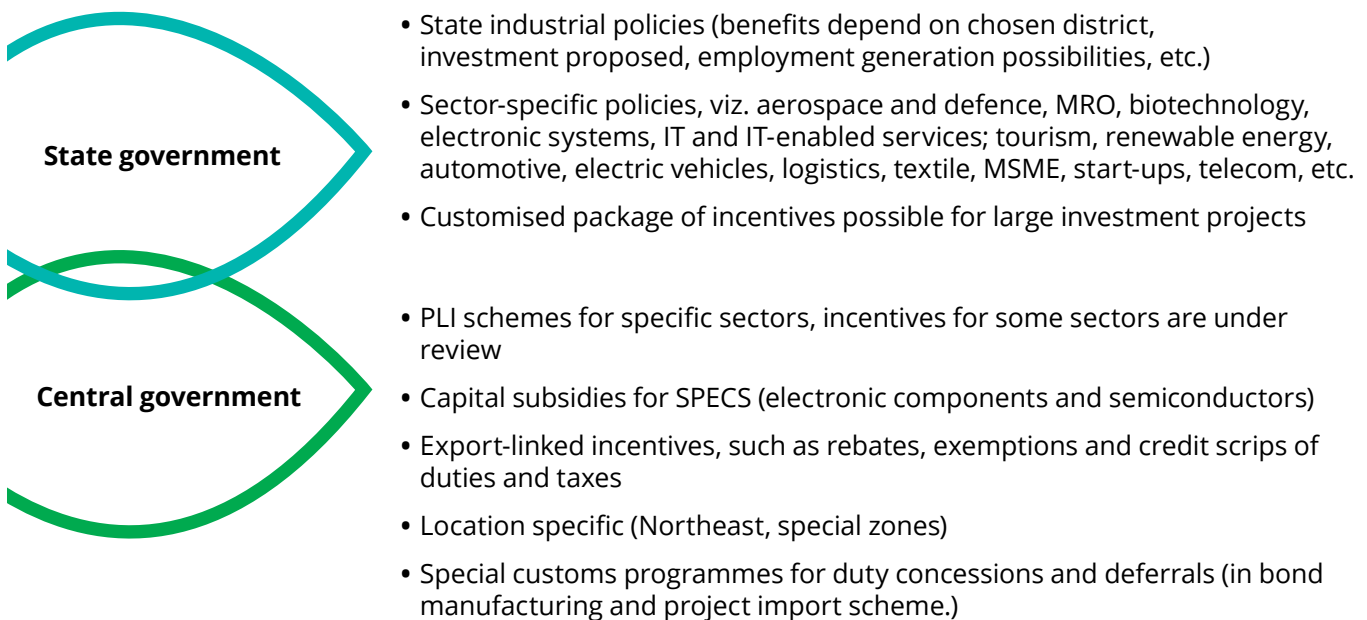 State government
• State industrial policies (benefits depend on chosen district,
investment proposed, employment generation possibilities, etc.)
• Sector-specific policies, viz. aerospace and defence, MRO, biotechnology,
electronic systems, IT and IT-enabled services; tourism, renewable energy,
automotive, electric vehicles, logistics, textile, MSME, start-ups, telecom, etc.
• Customised package of incentives possible for large investment projects
Central government
• PLI schemes for specific sectors, incentives for some sectors are under
review
• Capital subsidies for SPECS (electronic components and semiconductors)
• Export-linked incentives, such as rebates, exemptions and credit scrips of
duties and taxes
• Location specific (Northeast, special zones)
• Special customs programmes for duty concessions and deferrals (in bond
manufacturing and project import scheme.)